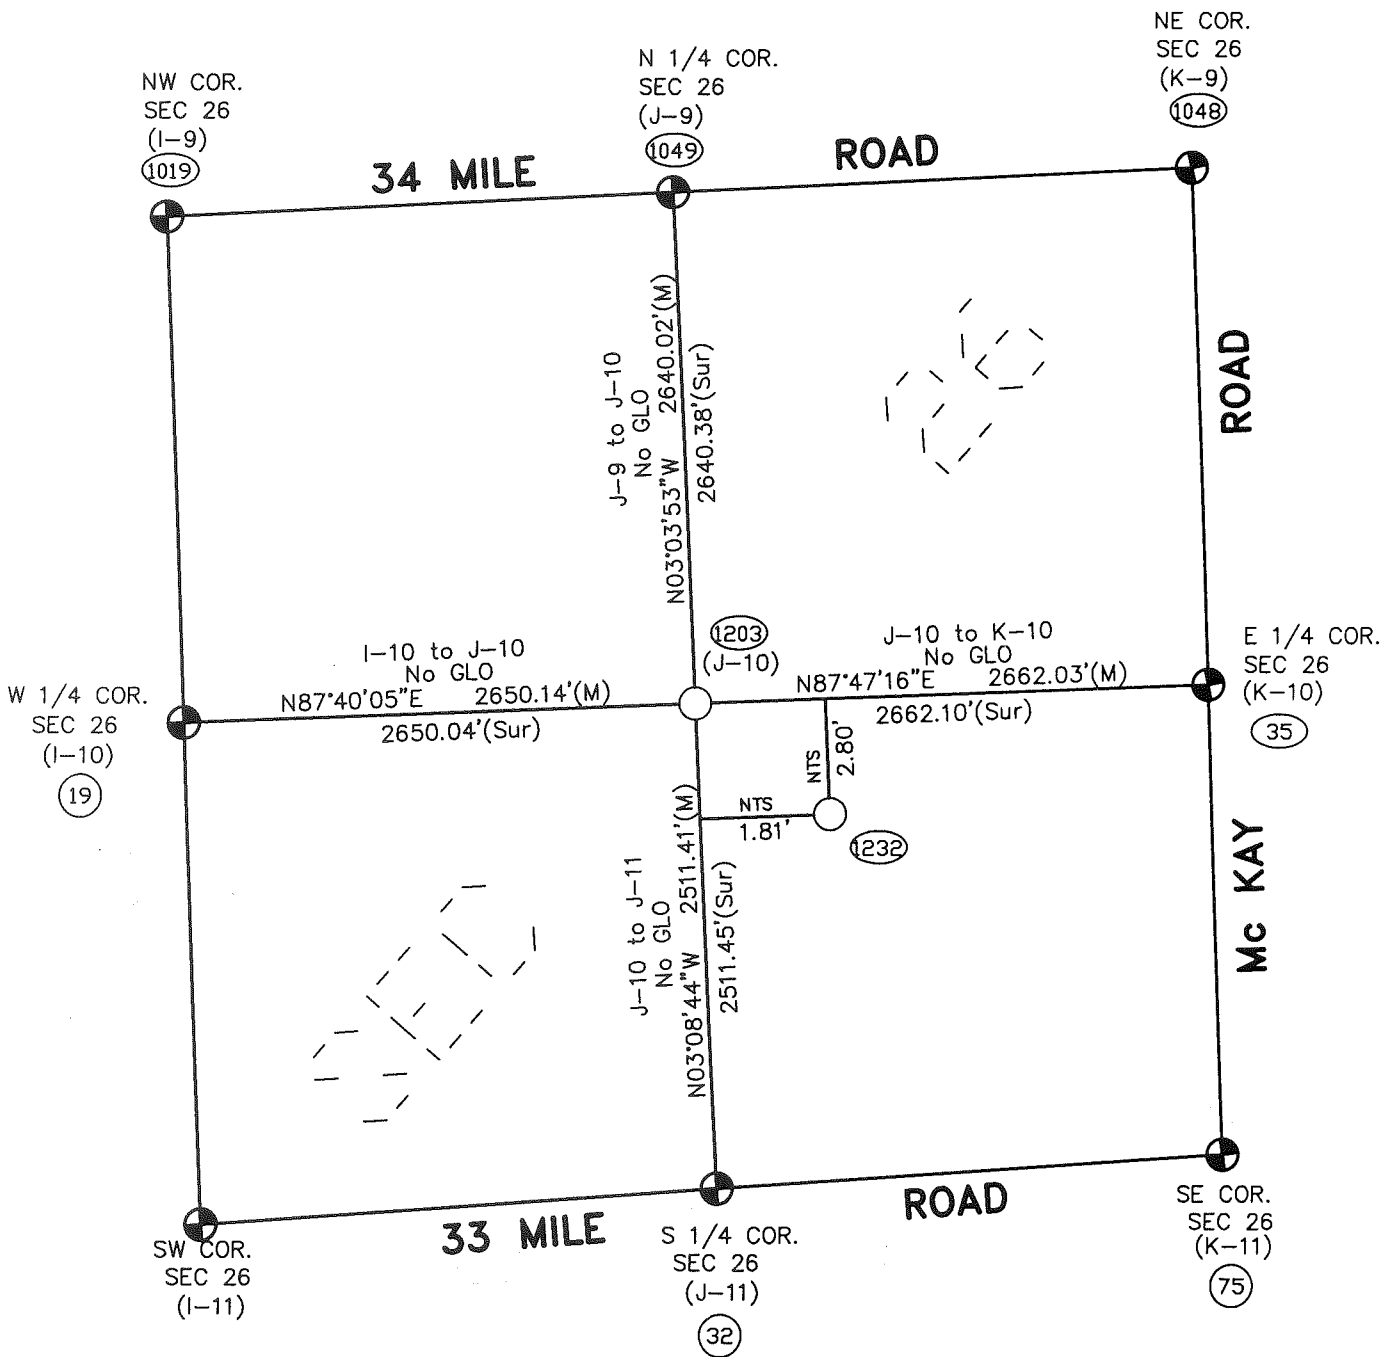 NE COR.
SEC 26
(K-9)
1048
N 1/4 COR.
SEC 26
(J-9)
1049
NW COR.
SEC 26
(I-9)
1019
34 MILE
ROAD
J-9 to J-10
No GLO
N03°03'53"W 2640.02'(M)
2640.38'(Sur)
ROAD
1203
(J-10)
I-10 to J-10
No GLO
N87°40'05"E 2650.14'(M)
2650.04'(Sur)
J-10 to K-10
No GLO
N87°47'16"E 2662.03'(M)
2662.10'(Sur)
E 1/4 COR.
SEC 26
(K-10)
35
W 1/4 COR.
SEC 26
(I-10)
19
NTS
2.80'
NTS
1.81'
1232
J-10 to J-11
No GLO
N03°08'44"W 2511.41'(M)
2511.45'(Sur)
Mc KAY
33 MILE
ROAD
SW COR.
SEC 26
(I-11)
S 1/4 COR.
SEC 26
(J-11)
32
SE COR.
SEC 26
(K-11)
75